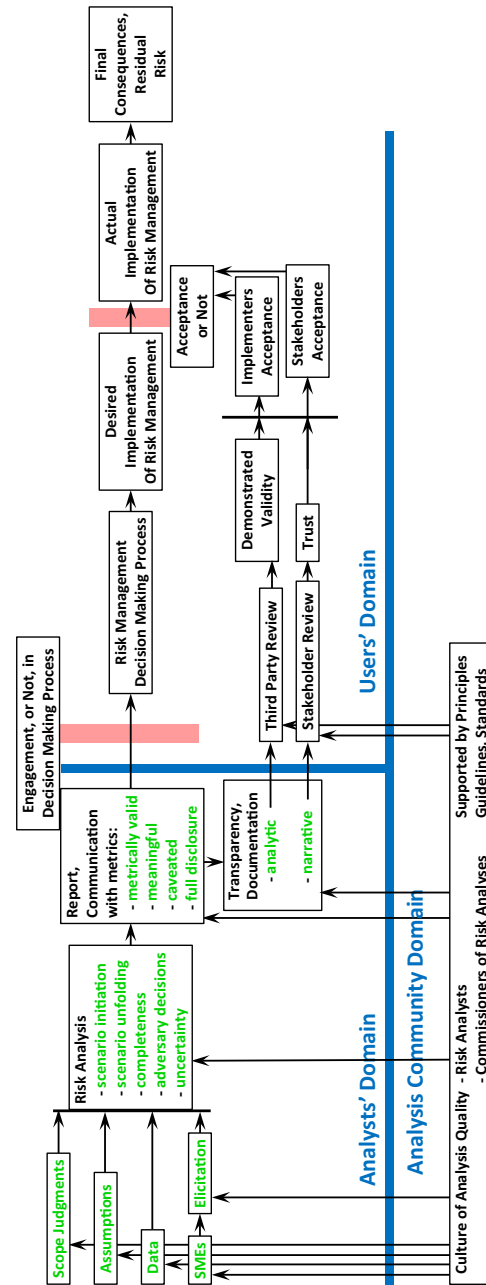 Scope Judgments
Assumptions
Data
SMEs
Elicitation
Risk Analysis
- scenario initiation
- scenario unfolding
- completeness
- adversary decisions
- uncertainty
Report,
Communication
with metrics:
- metrically valid
- meaningful
- caveated
- full disclosure
Transparency,
Documentation
- analytic
- narrative
Engagement, or Not, in
Decision Making Process
Risk Management
Decision Making Process
Desired
Implementation
Of Risk Management
Actual
Implementation
Of Risk Management
Final
Consequences,
Residual
Risk
Acceptance
or Not
Third Party Review
Stakeholder Review
Demonstrated
Validity
Trust
Implementers
Acceptance
Stakeholders
Acceptance
Analysts’ Domain
Users’ Domain
Analysis Community Domain
Culture of Analysis Quality - Risk Analysts
- Commissioners of Risk Analyses
Supported by Principles
Guidelines, Standards